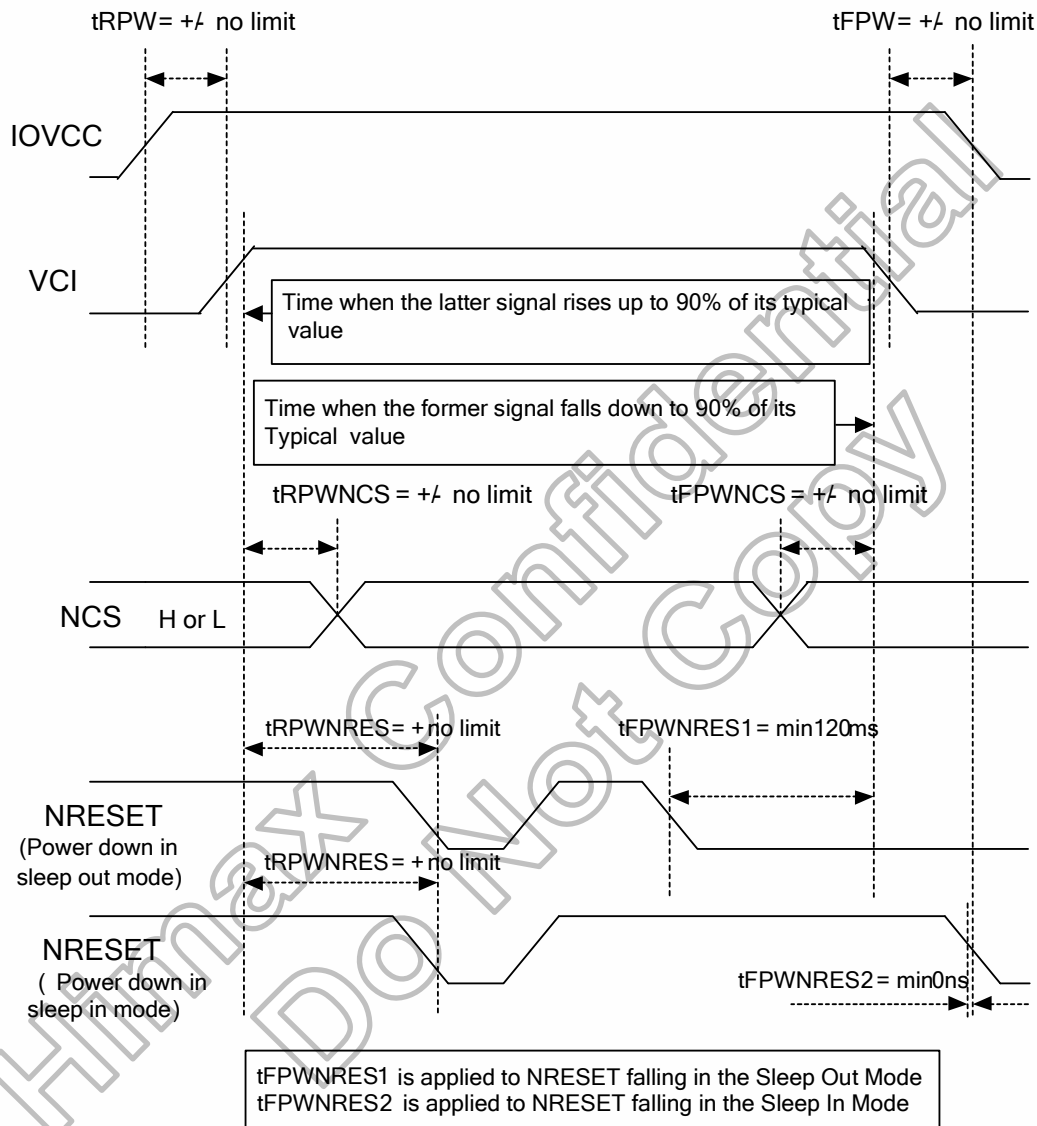 tRPW= +/- no limit
tFPW= +/- no limit
IOVCC
VCI
Time when the latter signal rises up to 90% of its typical
value
Time when the former signal falls down to 90% of its
Typical value
tRPWNCS = +/- no limit
tFPWNCS = +/- no limit
NCS H or L
tRPWNRES= + no limit
tFPWNRES1 = min120ms
NRESET
(Power down in
sleep out mode)
tRPWNRES= + no limit
NRESET
( Power down in
sleep in mode)
tFPWNRES2 = min0ns
tFPWNRES1 is applied to NRESET falling in the Sleep Out Mode
tFPWNRES2 is applied to NRESET falling in the Sleep In Mode
Himax Confidential
Do Not Copy